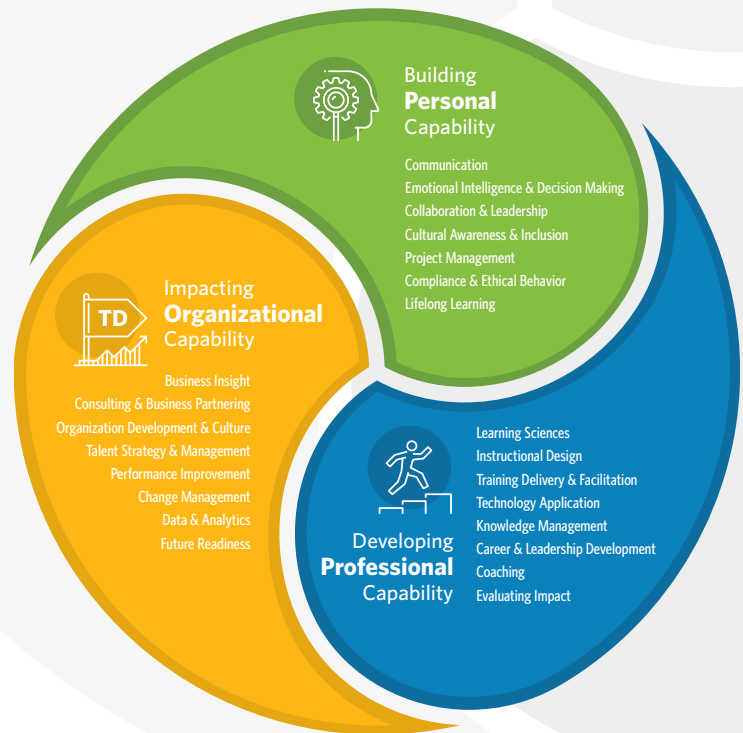 Building
Personal
Capability
Communication
Emotional Intelligence & Decision Making
Collaboration & Leadership
Cultural Awareness & Inclusion
Project Management
Compliance & Ethical Behavior
Lifelong Learning
TD
Impacting
Organizational
Capability
Business Insight
Consulting & Business Partnering
Organization Development & Culture
Talent Strategy & Management
Performance Improvement
Change Management
Data & Analytics
Future Readiness
Developing
Professional
Capability
Learning Sciences
Instructional Design
Training Delivery & Facilitation
Technology Application
Knowledge Management
Career & Leadership Development
Coaching
Evaluating Impact